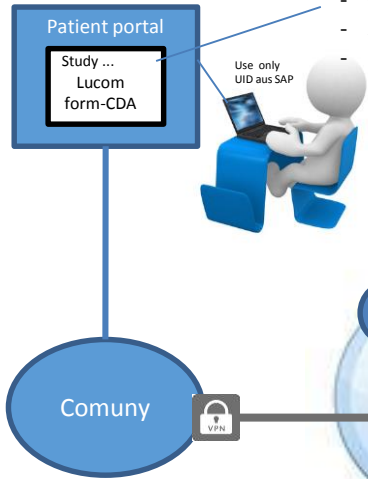 Patient portal
Study ...
Lucom
form-CDA
-
-
-
Use only
UID aus SAP
Comuny
VPN